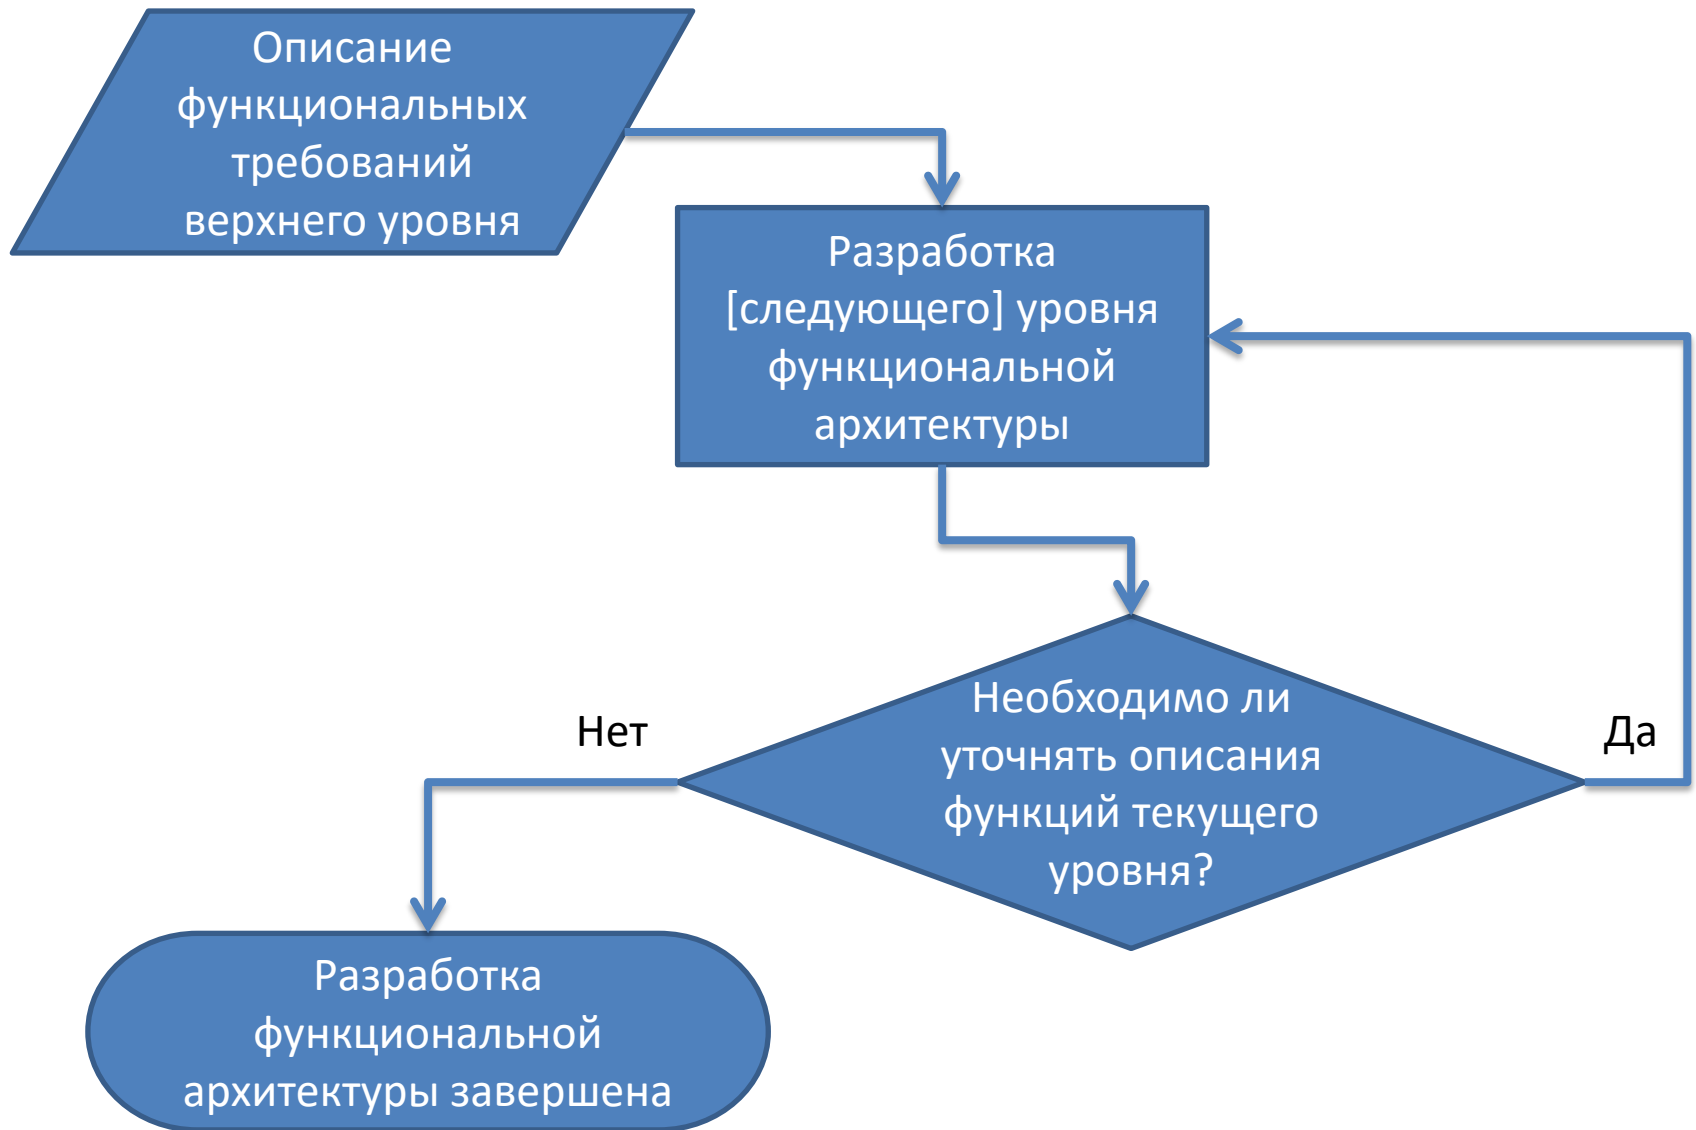 Описание
функциональных
требований
верхнего уровня
Разработка
[следующего] уровня
функциональной
архитектуры
Необходимо ли
уточнять описания
функций текущего
уровня?
Нет
Да
Разработка
функциональной
архитектуры завершена